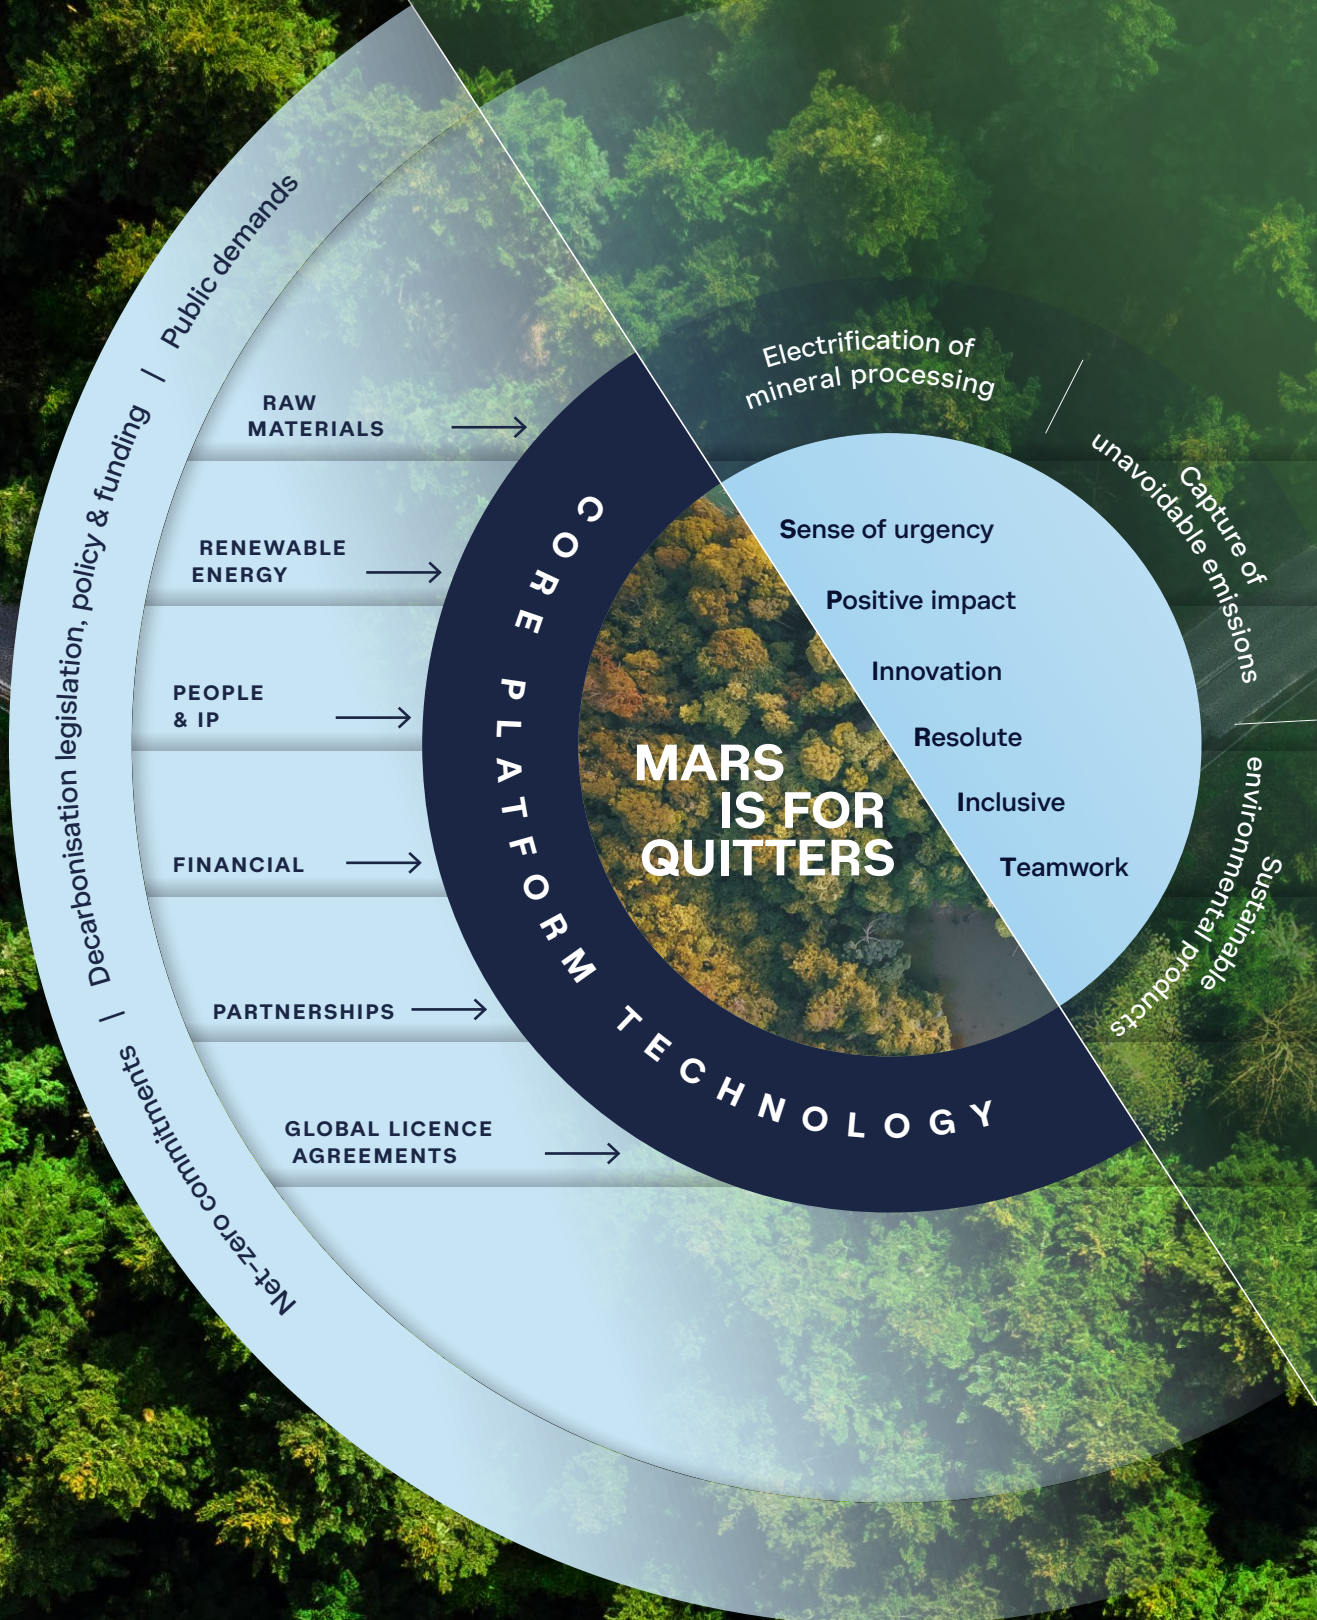 Public demands
|
Decarbonisation legislation, policy & funding
|
Net-zero commitments
RAW
MATERIALS
RENEWABLE
ENERGY
PEOPLE
& IP
FINANCIAL
PARTNERSHIPS
GLOBAL LICENCE
AGREEMENTS
CORE PLATFORM TECHNOLOGY
MARS
IS FOR
QUITTERS
Sense of urgency
Positive impact
Innovation
Resolute
Inclusive
Teamwork
Electrification of
mineral processing
Capture of
unavoidable emissions
Sustainable
environmental products